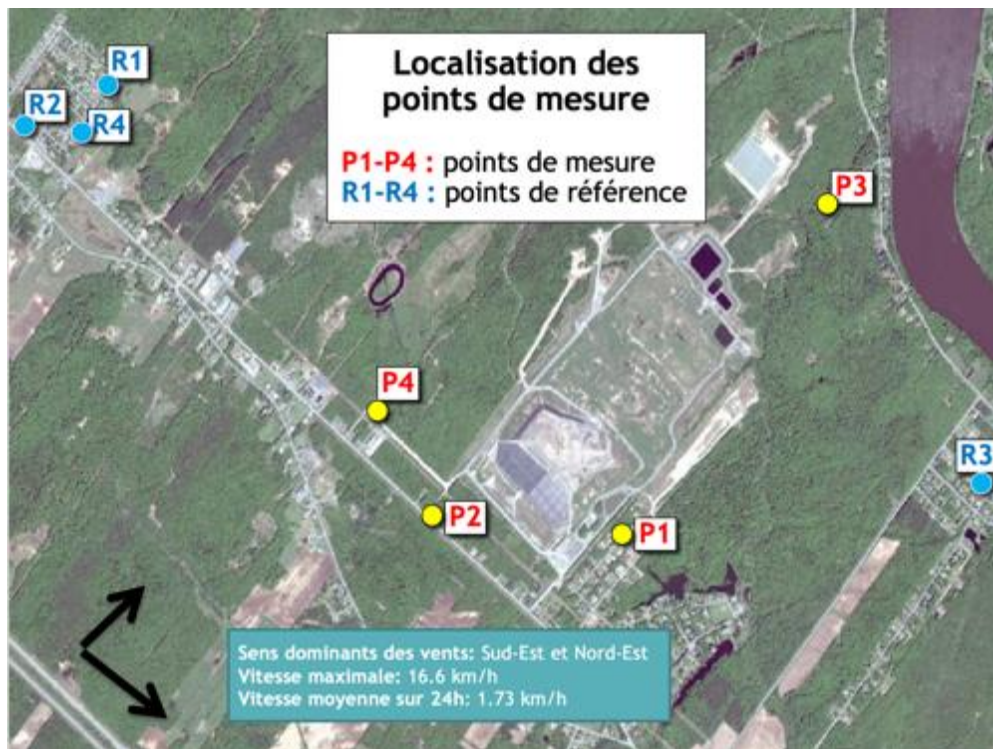 Localisation des
points de mesure
P1-P4 : points de mesure
R1-R4 : points de référence
R1
R2
R4
P3
P4
R3
P2
P1
Sens dominants des vents: Sud-Est et Nord-Est
Vitesse maximale: 16.6 km/h
Vitesse moyenne sur 24h: 1.73 km/h